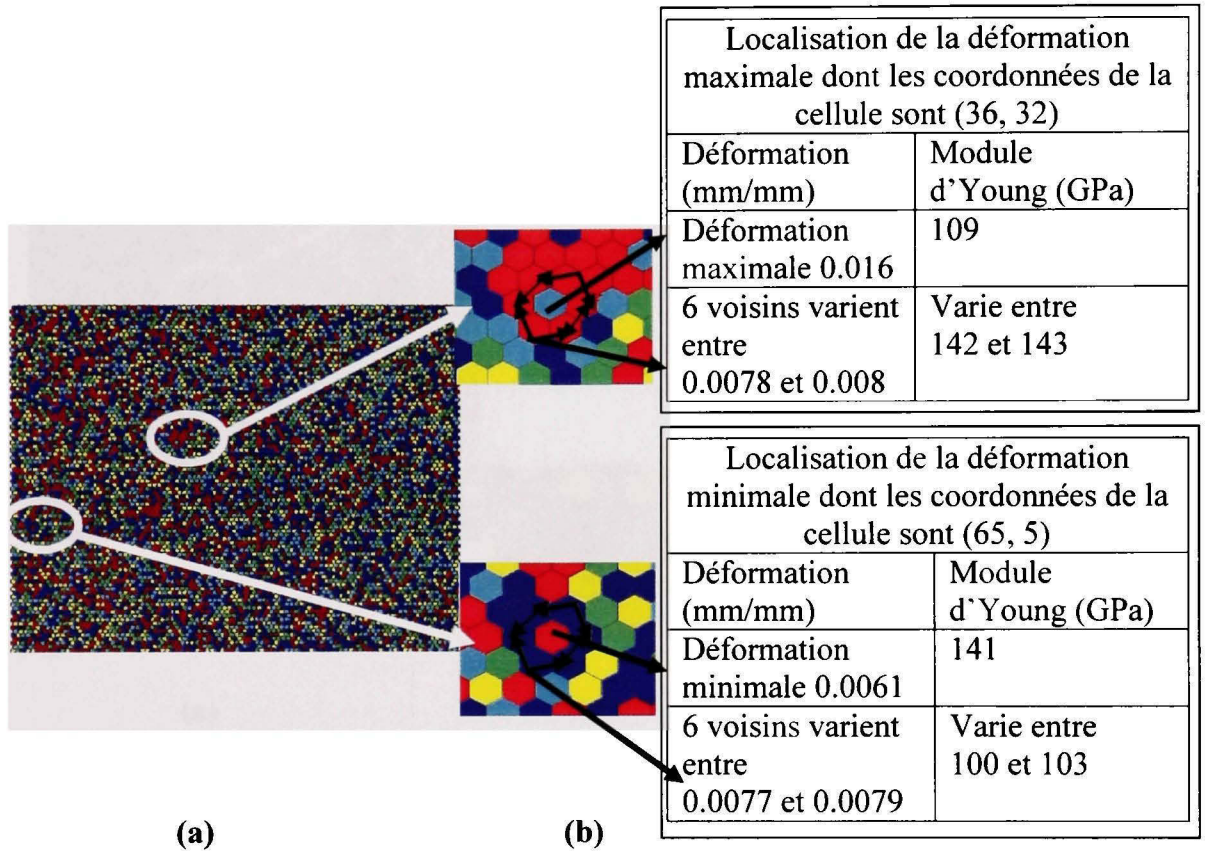 Localisation de la déformation
maximale dont les coordonnées de la
cellule sont (36, 32)
Déformation
(mm/mm)
Module
d'Young (GPa)
Déformation
maximale 0.016
109
6 voisins varient
entre
0.0078 et 0.008
Varie entre
142 et 143
Localisation de la déformation
minimale dont les coordonnées de la
cellule sont (65, 5)
Déformation
(mm/mm)
Module
d'Young (GPa)
Déformation
minimale 0.0061
141
6 voisins varient
entre
0.0077 et 0.0079
Varie entre
100 et 103
(a)
(b)